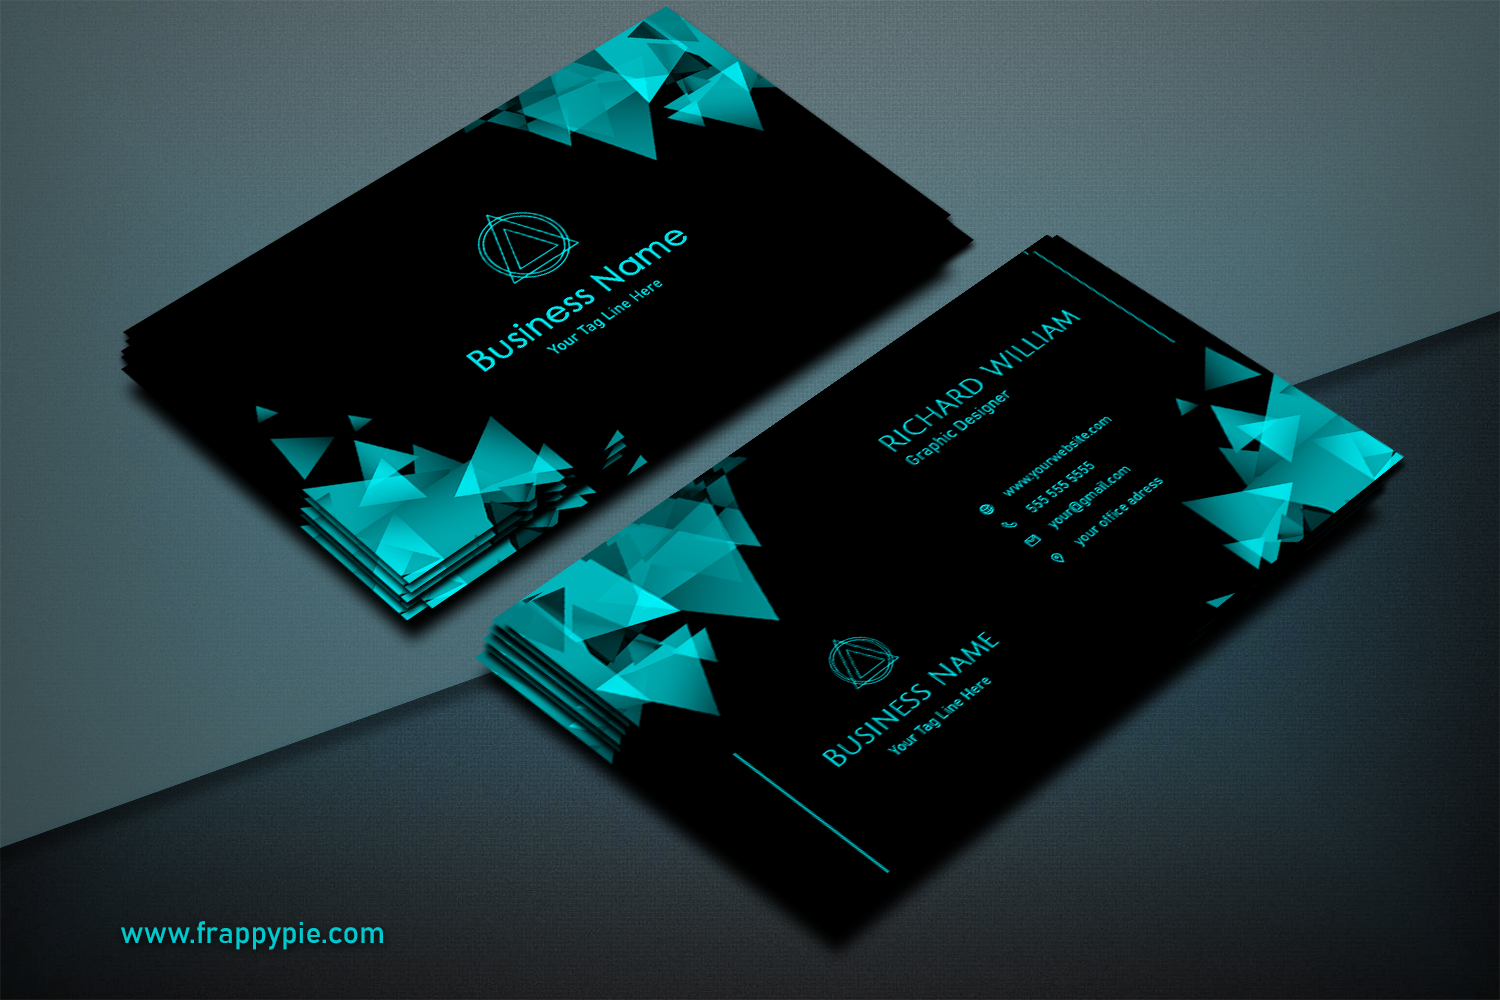 Business Name
Your Tag Line Here
RICHARD WILLIAM
Graphic Designer
www.yourwebsite.com
555 555 5555
your@gmail.com
your office adress
BUSINESS NAME
Your Tag Line Here
www.frappypie.com